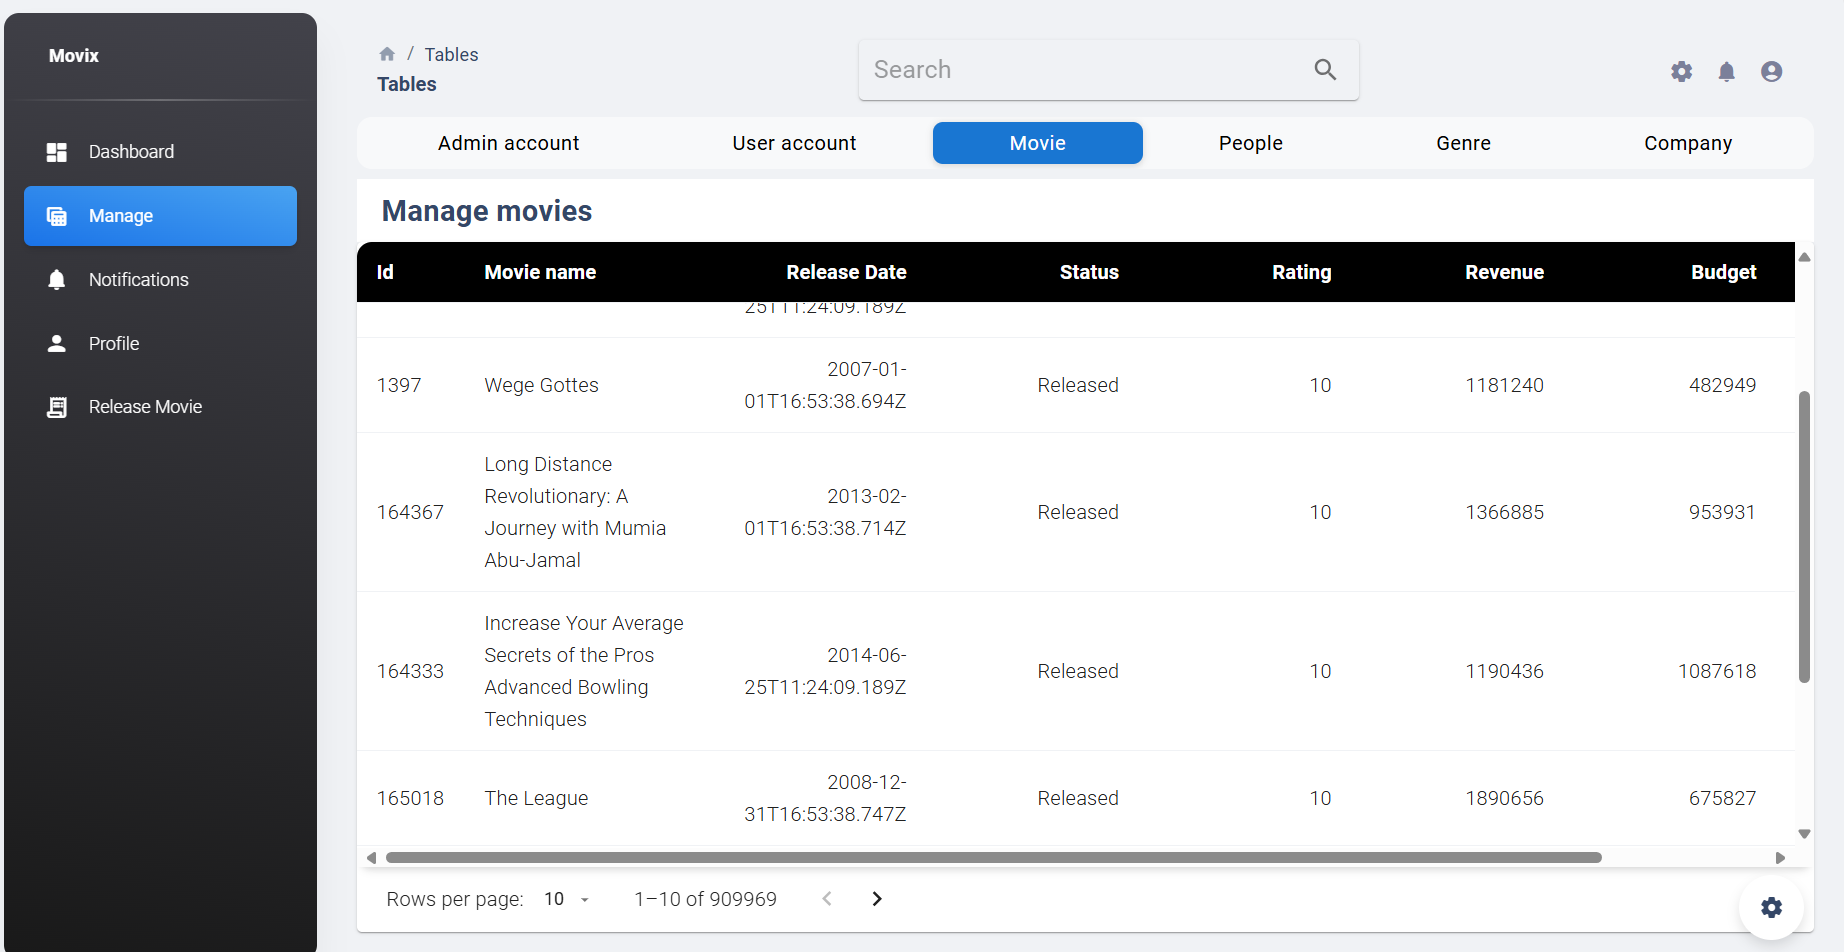 Movix
Dashboard
Manage
Notifications
Profile
Release Movie
/ Tables
Tables
Search
Admin account
User account
Movie
People
Genre
Company
Manage movies
Id Movie name Release Date Status Rating Revenue Budget
25T11:24:09.189Z
2007-01-
1397 Wege Gottes Released 10 1181240 482949
01T16:53:38.694Z
Long Distance
Revolutionary: A 2013-02-
164367 Released 10 1366885 953931
Journey with Mumia 01T16:53:38.714Z
Abu-Jamal
Increase Your Average
Secrets of the Pros 2014-06-
164333 Released 10 1190436 1087618
Advanced Bowling 25T11:24:09.189Z
Techniques
2008-12-
165018 The League Released 10 1890656 675827
31T16:53:38.747Z
Rows per page: 10 1–10 of 909969